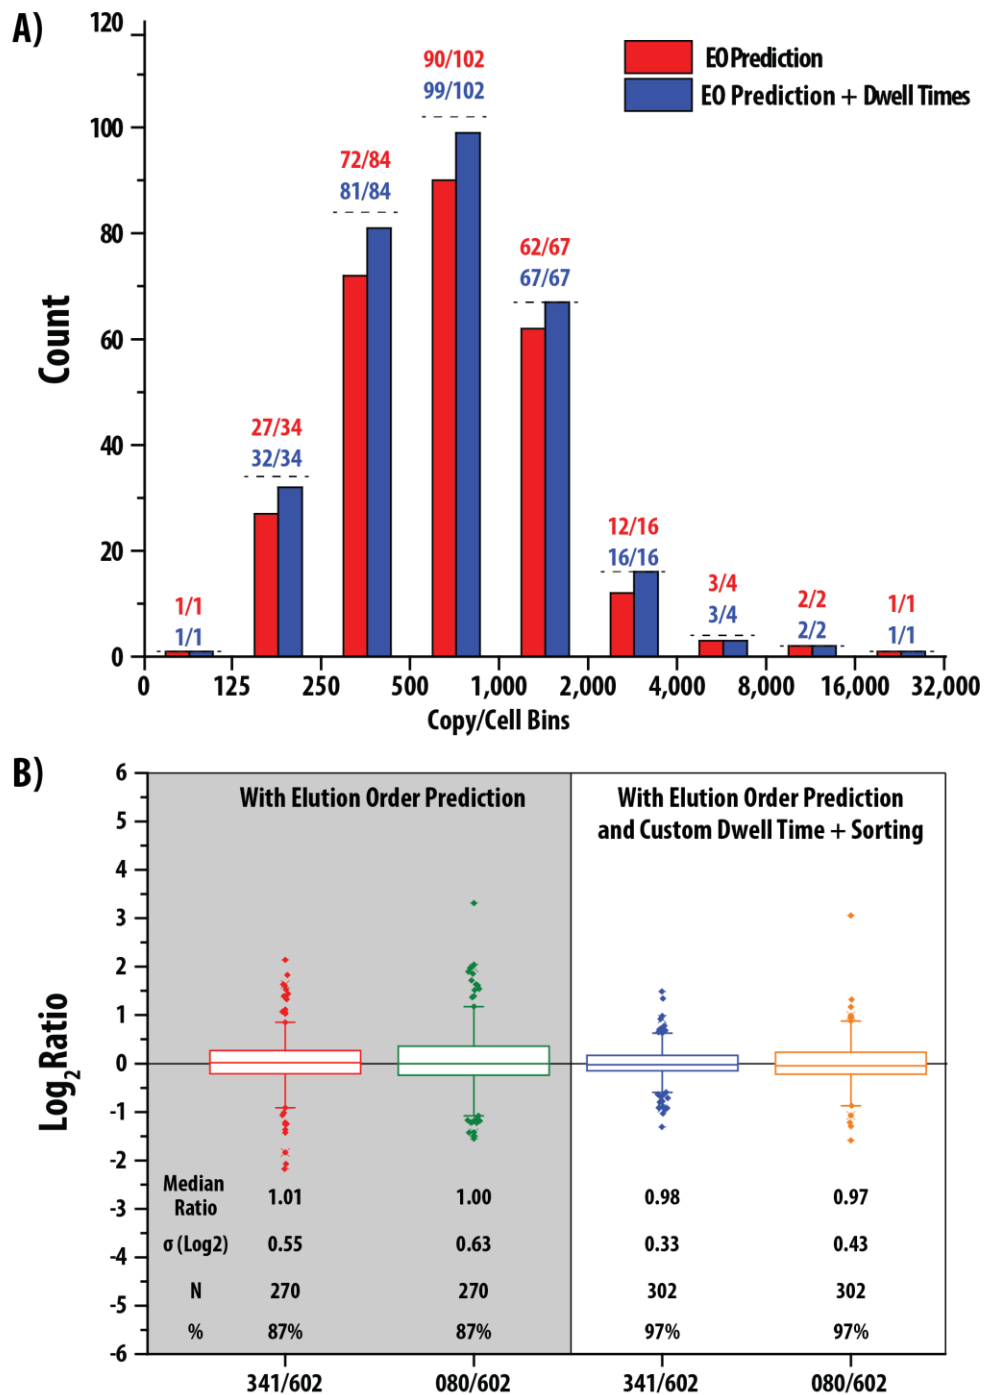 A)
120
100
80
60
40
20
0
Count
EO Prediction
EO Prediction + Dwell Times
1/1
1/1
27/34
32/34
72/84
81/84
90/102
99/102
62/67
67/67
12/16
16/16
3/4
3/4
2/2
2/2
1/1
1/1
0 125 250 500 1,000 2,000 4,000 8,000 16,000 32,000
Copy/Cell Bins
B)
6
5
4
3
2
1
0
-1
-2
-3
-4
-5
-6
Log2Ratio
With Elution Order Prediction
With Elution Order Prediction
and Custom Dwell Time + Sorting
Median
Ratio 1.01 1.00 0.98 0.97
σ (Log2) 0.55 0.63 0.33 0.43
N 270 270 302 302
% 87% 87% 97% 97%
341/602 080/602 341/602 080/602